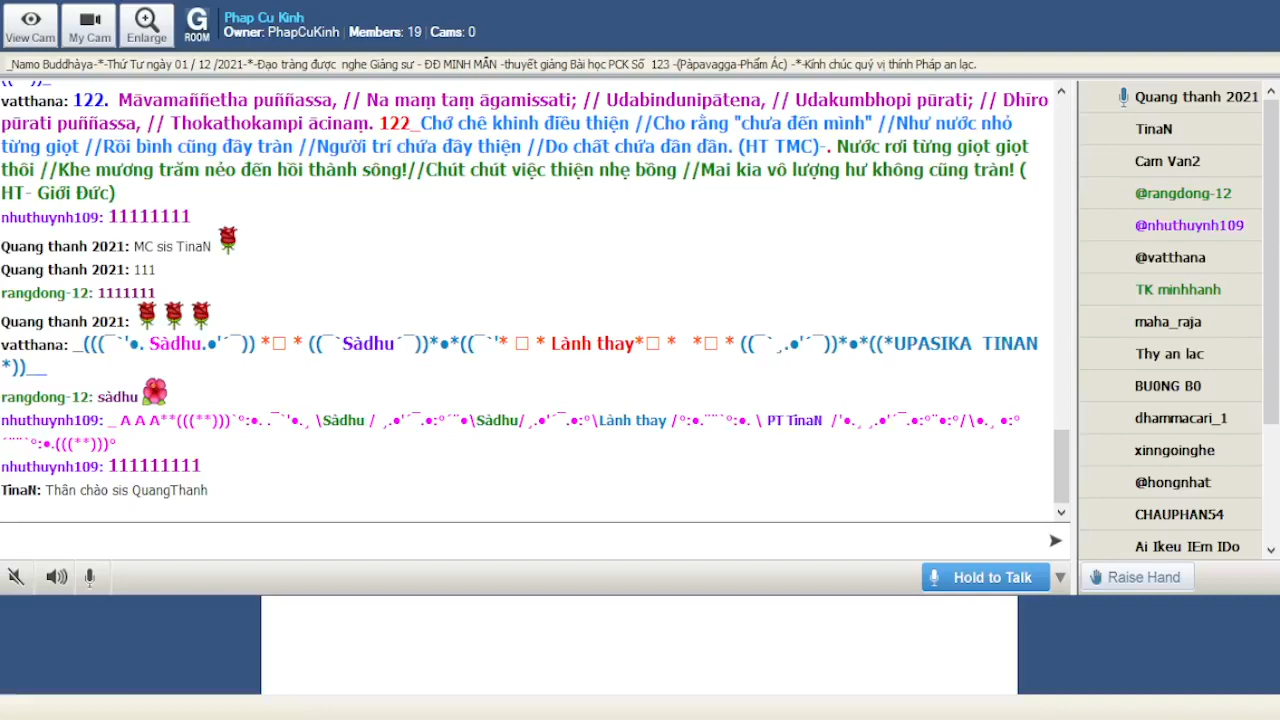 View Cam
My Cam
Enlarge
G ROOM
Phap Cu Kinh
Owner: PhapCuKinh | Members: 19 | Cams: 0
_Namo Buddhàya-*-Thứ Tư ngày 01 / 12 /2021-*-Đạo tràng được nghe Giảng sư - ĐĐ MINH MẪN -thuyết giảng Bài học PCK Số 123 -(Pàpavagga-Phẩm Ác) -*-Kính chúc quý vị thính Pháp an lạc.
vatthana: 122. Māvamaññetha puññassa, // Na maṃ taṃ āgamissati; // Udabindunipātena, // Udakumbhopi pūrati; // Dhīro
pūrati puññassa, // Thokathokampi ācinaṃ. 122_Chớ chê khinh điều thiện //Cho rằng "chưa đến mình" //Như nước nhỏ
từng giọt //Rồi bình cũng đầy tràn //Người trí chứa đầy thiện //Do chất chứa dần dần. (HT TMC)-. Nước rơi từng giọt giọt
thôi //Khe mương trăm nẻo đến hồi thành sông!//Chút chút việc thiện nhẹ bồng //Mai kia vô lượng hư không cũng tràn! (
HT- Giới Đức)
nhuthuynh109: 11111111
Quang thanh 2021: MC sis TinaN
Quang thanh 2021: 111
rangdong-12: 1111111
Quang thanh 2021:
vatthana: _(((¯`'●. Sàdhu.●'´¯)) *□ * ((¯`Sàdhu´¯))*●*((¯`'* □ * Lành thay*□ * *□ * ((¯`¸.●'´¯))*●*((*UPASIKA TINAN
*))__
rangdong-12: sàdhu
nhuthuynh109: _ A A A**(((**)))`°:●. .¯`'●.¸ \Sàdhu / ¸.●'´¯.●:°´¨●\Sàdhu/¸.●'´¯.●:°\Lành thay /°:●.¨¨`°:●. \ PT TinaN /'●.¸ ¸.●'´¯.●:°¨●:°/\●.¸ ●:°
´¨¨`°:●.(((**)))°
nhuthuynh109: 111111111
TinaN: Thân chào sis QuangThanh
Quang thanh 2021
TinaN
Cam Van2
@rangdong-12
@nhuthuynh109
@vatthana
TK minhhanh
maha_raja
Thy an lac
BU0NG B0
dhammacari_1
xinngoinghe
@hongnhat
CHAUPHAN54
Ai Ikeu IEm IDo
Hold to Talk
Raise Hand